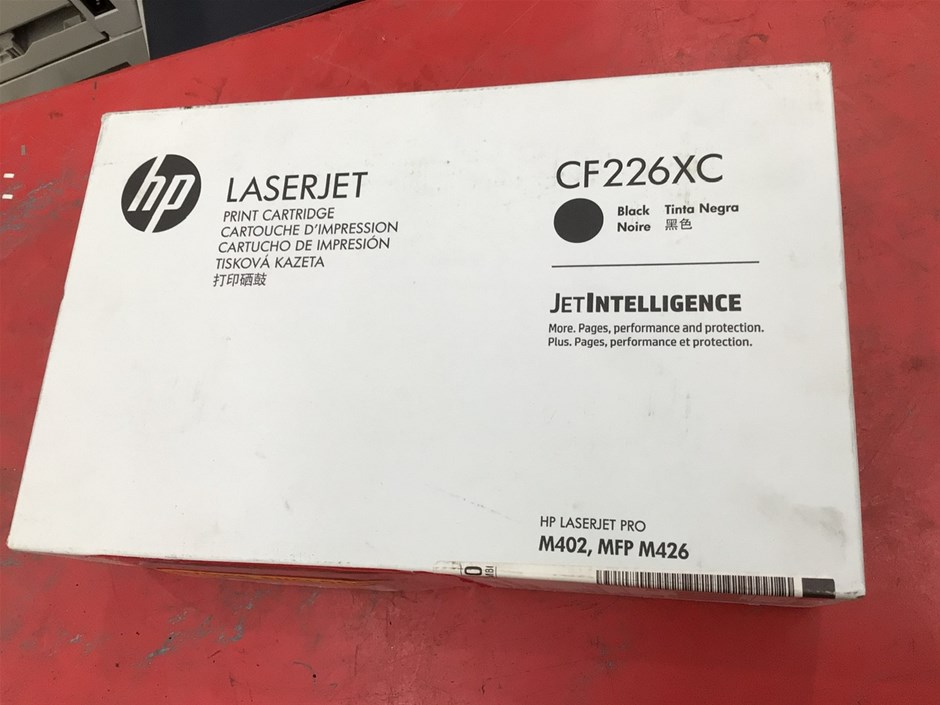 hp
LASERJET
PRINT CARTRIDGE
CARTOUCHE D'IMPRESSION
CARTUCHO DE IMPRESIÓN
TISKOVÁ KAZETA
打印硒鼓
CF226XC
Black Tinta Negra
Noire 黑色
JETINTELLIGENCE
More. Pages, performance and protection.
Plus. Pages, performance et protection.
HP LASERJET PRO
M402, MFP M426